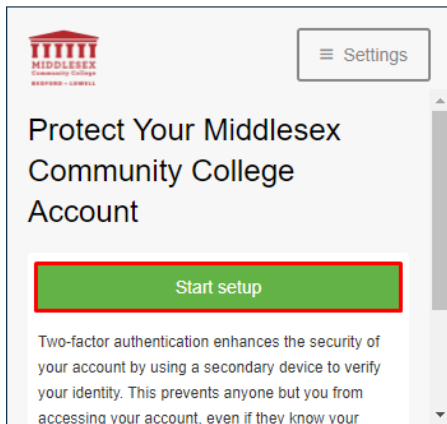 MIDDLESEX
Community College
BEDFORD • LOWELL
≡ Settings
Protect Your Middlesex
Community College
Account
Start setup
Two-factor authentication enhances the security of
your account by using a secondary device to verify
your identity. This prevents anyone but you from
accessing your account, even if they know your